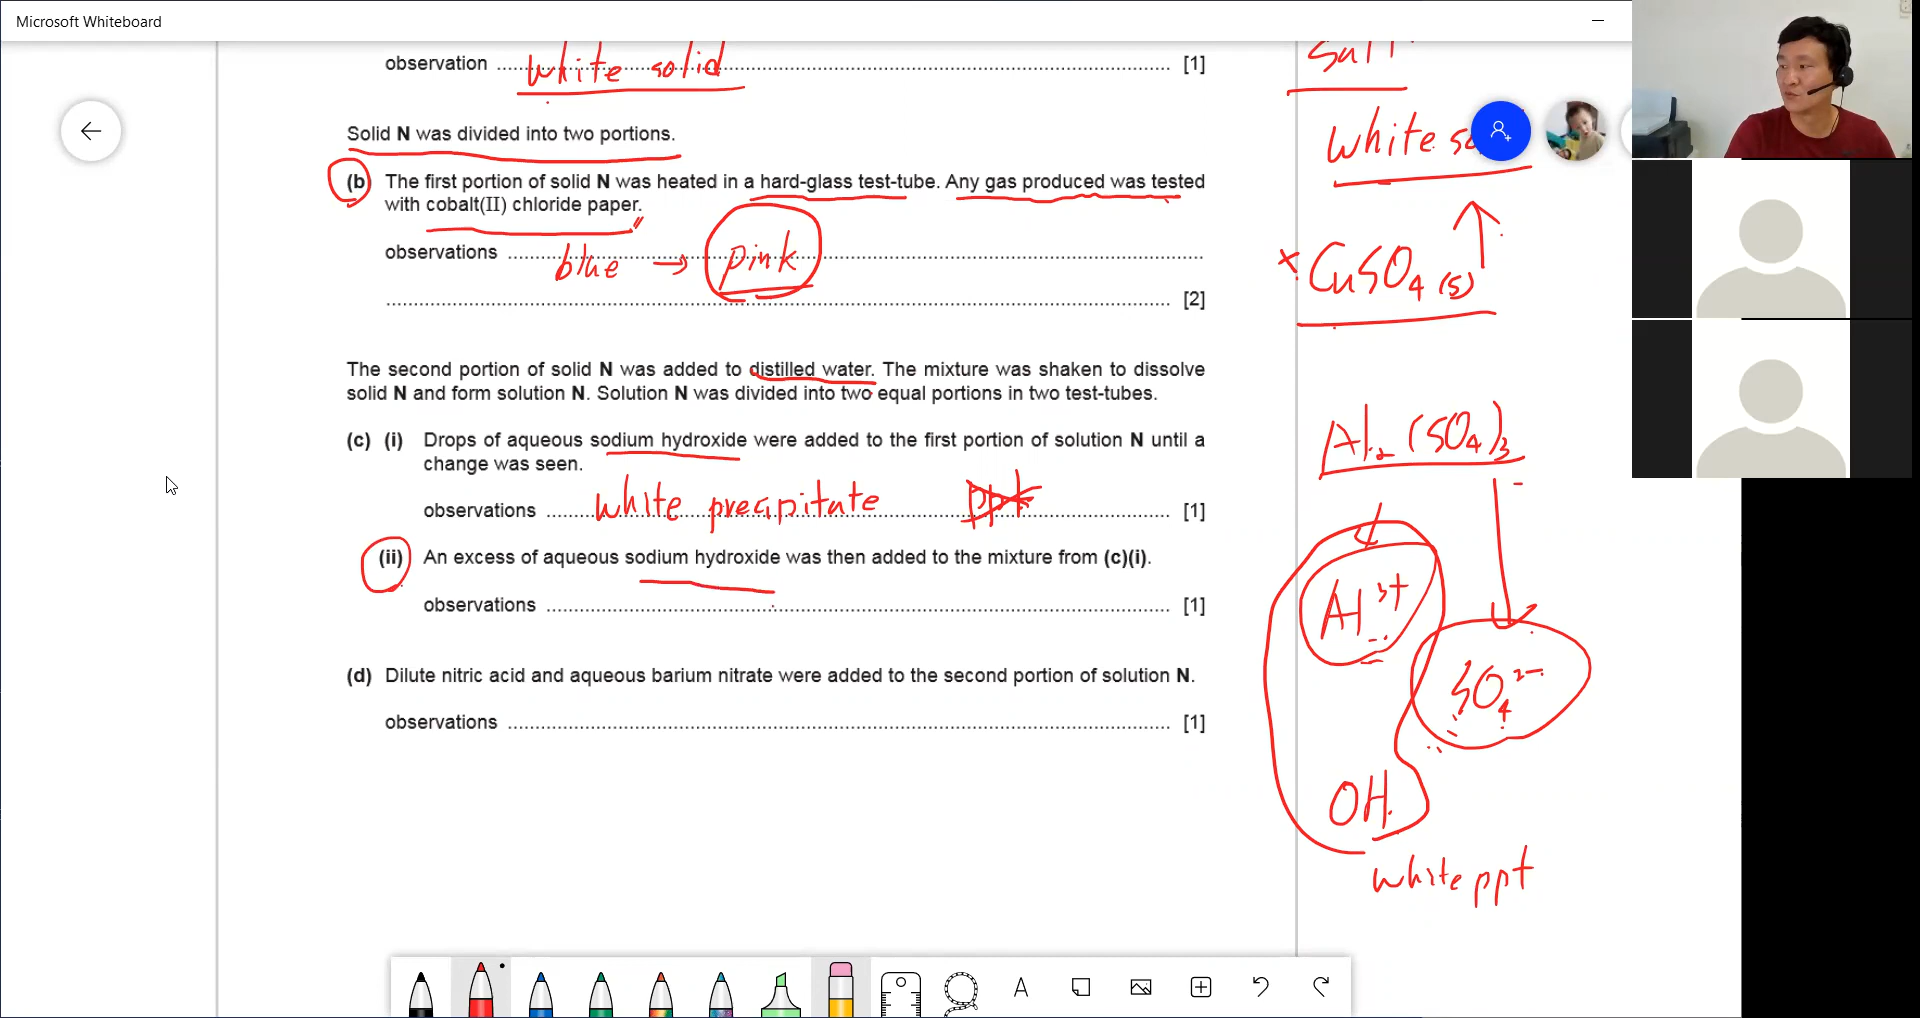 Microsoft Whiteboard
observation ........ white solid ........ [1]
Solid N was divided into two portions.
(b) The first portion of solid N was heated in a hard-glass test-tube. Any gas produced was tested
with cobalt(II) chloride paper.
observations ........ blue → pink ........
........ [2]
The second portion of solid N was added to distilled water. The mixture was shaken to dissolve
solid N and form solution N. Solution N was divided into two equal portions in two test-tubes.
(c) (i) Drops of aqueous sodium hydroxide were added to the first portion of solution N until a
change was seen.
observations ........ white precipitate ppt ........ [1]
(ii) An excess of aqueous sodium hydroxide was then added to the mixture from (c)(i).
observations ........ [1]
(d) Dilute nitric acid and aqueous barium nitrate were added to the second portion of solution N.
observations ........ [1]
salt
white
x CuSO4 (s)
Al2 (SO4)3
Al3+
SO4 2-
OH
white ppt
A